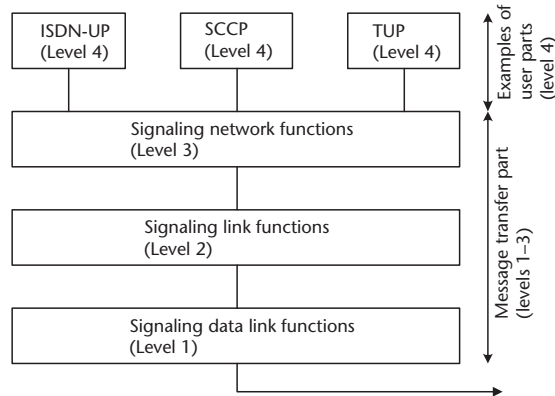 ISDN-UP
(Level 4)
SCCP
(Level 4)
TUP
(Level 4)
Examples of
user parts
(level 4)
Signaling network functions
(Level 3)
Signaling link functions
(Level 2)
Signaling data link functions
(Level 1)
Message transfer part
(levels 1–3)